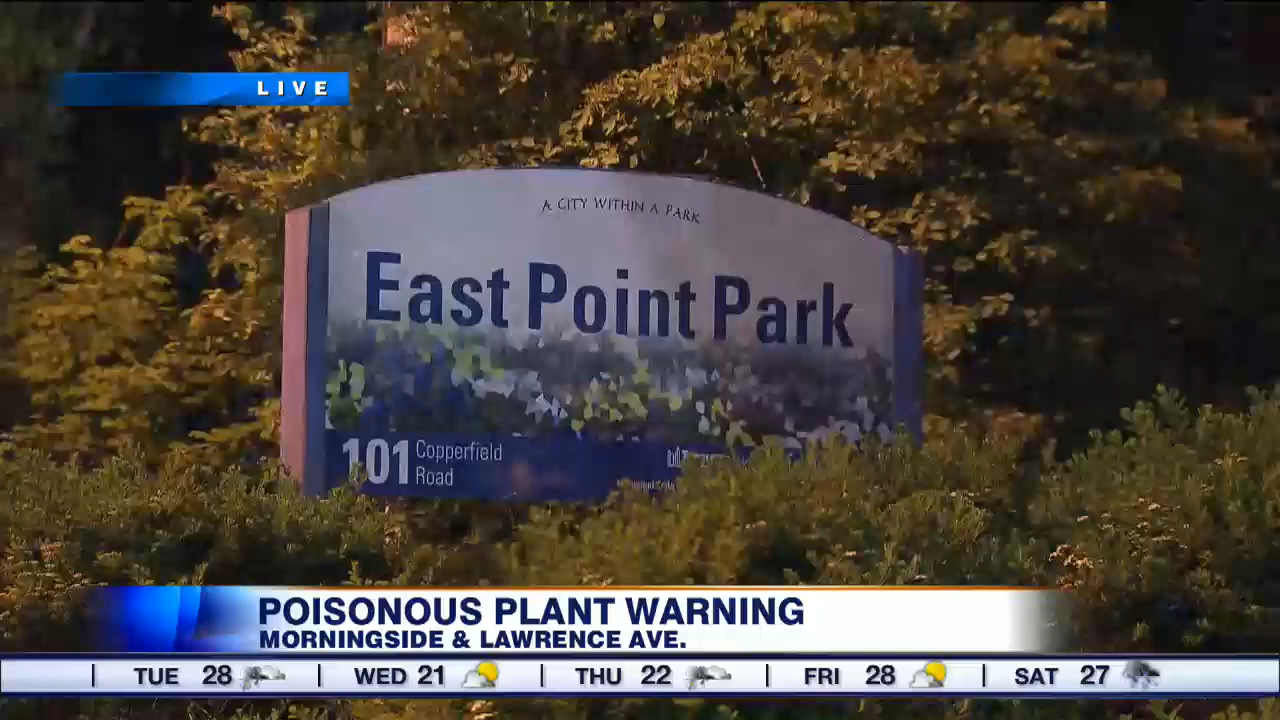 LIVE
A CITY WITHIN A PARK
East Point Park
101 Copperfield
Road
POISONOUS PLANT WARNING
MORNINGSIDE & LAWRENCE AVE.
TUE 28 WED 21 THU 22 FRI 28 SAT 27